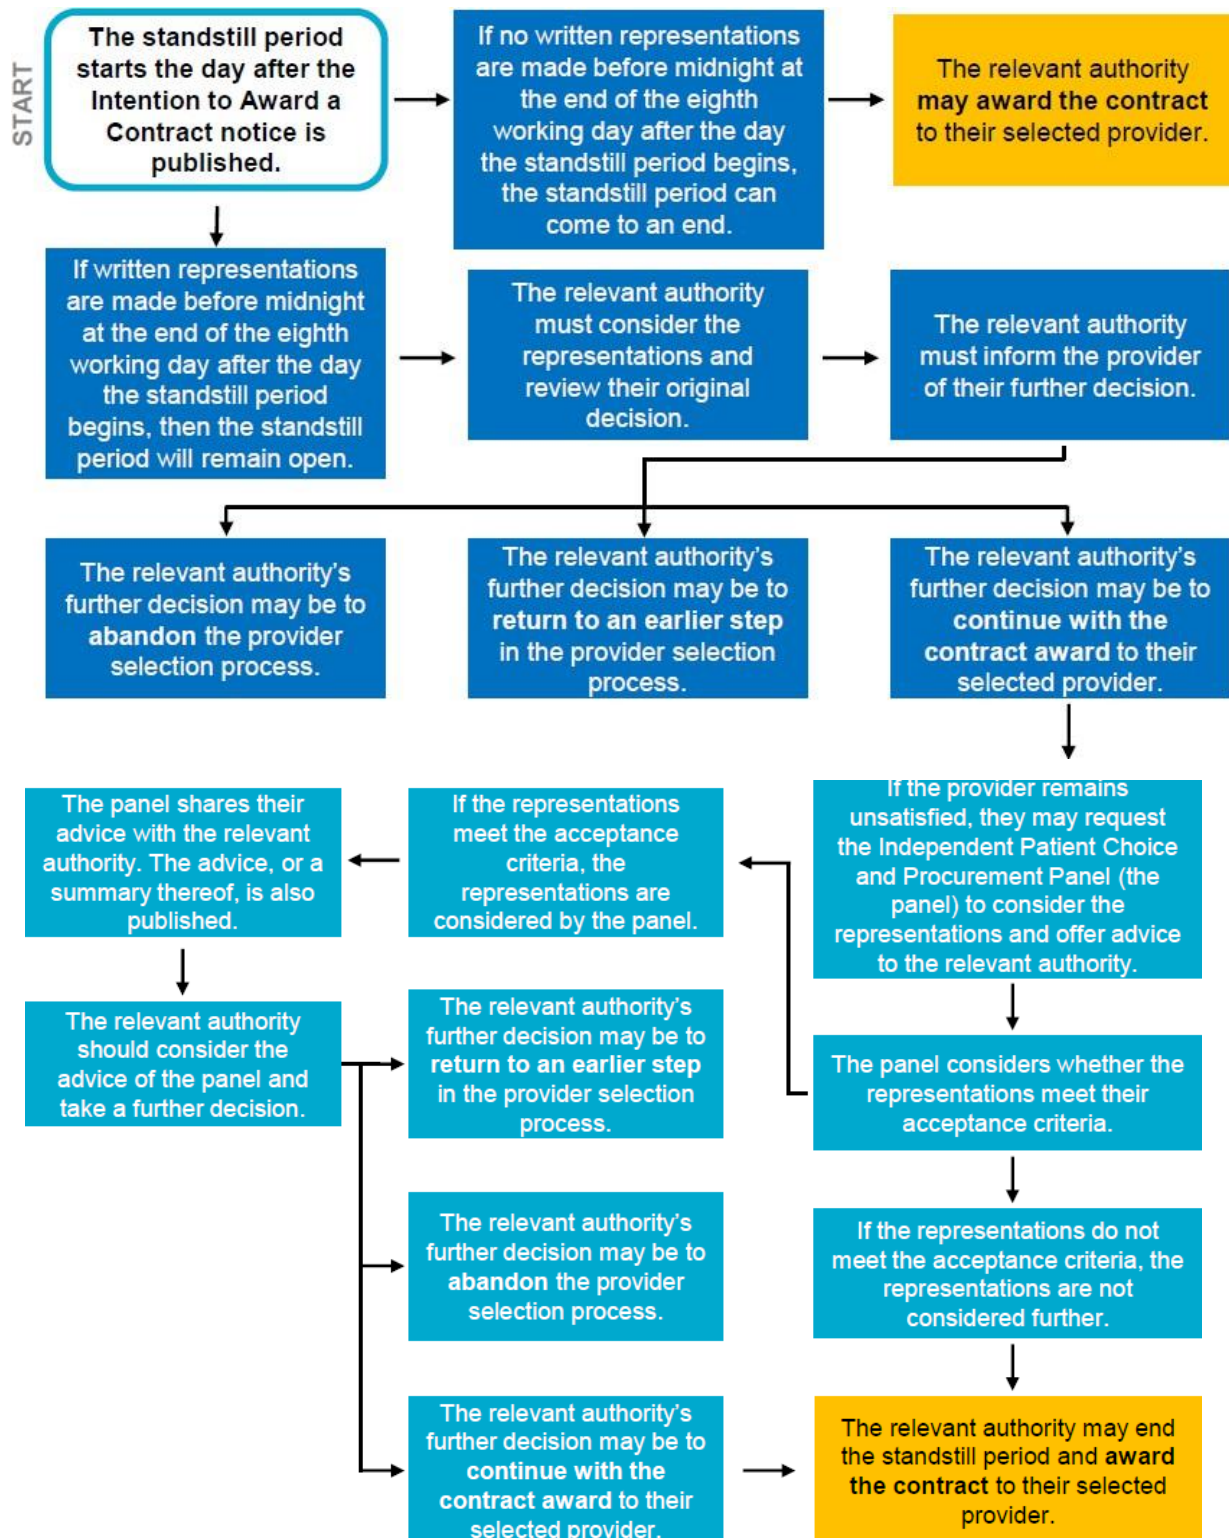 START
The standstill period
starts the day after the
Intention to Award a
Contract notice is
published.
If no written representations
are made before midnight at
the end of the eighth
working day after the day
the standstill period begins,
the standstill period can
come to an end.
The relevant authority
may award the contract
to their selected provider.
If written representations
are made before midnight
at the end of the eighth
working day after the day
the standstill period
begins, then the standstill
period will remain open.
The relevant authority
must consider the
representations and
review their original
decision.
The relevant authority
must inform the provider
of their further decision.
The relevant authority’s
further decision may be to
abandon the provider
selection process.
The relevant authority’s
further decision may be to
return to an earlier step
in the provider selection
process.
The relevant authority’s
further decision may be to
continue with the
contract award to their
selected provider.
If the provider remains
unsatisfied, they may request
the Independent Patient Choice
and Procurement Panel (the
panel) to consider the
representations and offer advice
to the relevant authority.
The panel considers whether the
representations meet their
acceptance criteria.
If the representations
meet the acceptance
criteria, the
representations are
considered by the panel.
The panel shares their
advice with the relevant
authority. The advice, or a
summary thereof, is also
published.
The relevant authority
should consider the
advice of the panel and
take a further decision.
The relevant authority’s
further decision may be to
return to an earlier step
in the provider selection
process.
The relevant authority’s
further decision may be to
abandon the provider
selection process.
The relevant authority’s
further decision may be to
continue with the
contract award to their
selected provider.
If the representations do not
meet the acceptance criteria, the
representations are not
considered further.
The relevant authority may end
the standstill period and award
the contract to their selected
provider.